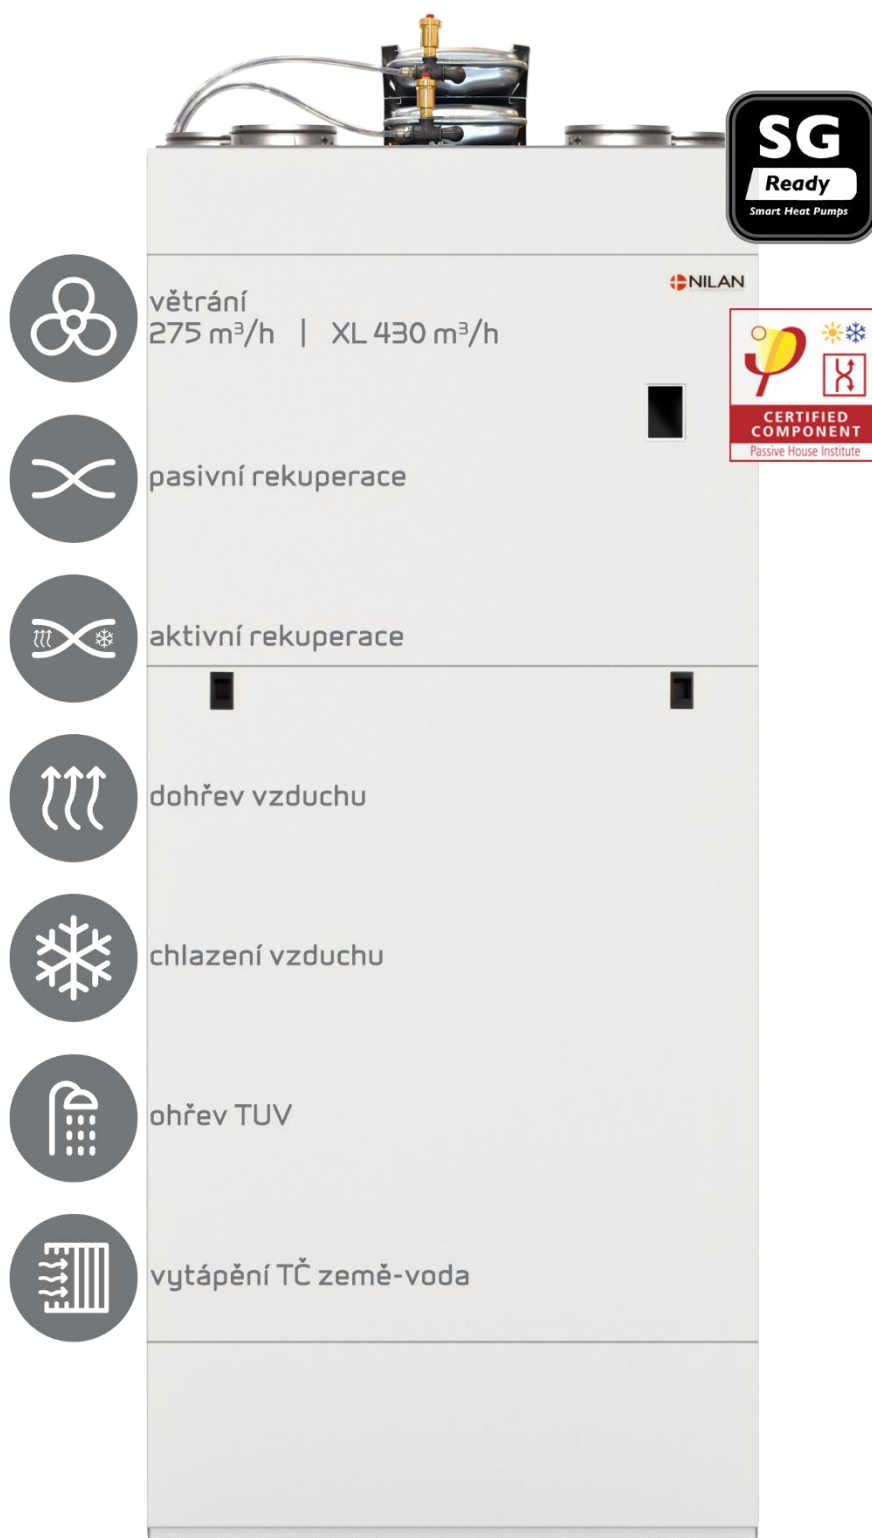 SG
Ready
Smart Heat Pumps
NILAN
větrání
275 m³/h | XL 430 m³/h
CERTIFIED
COMPONENT
Passive House Institute
pasivní rekuperace
aktivní rekuperace
dohřev vzduchu
chlazení vzduchu
ohřev TUV
vytápění TČ země-voda